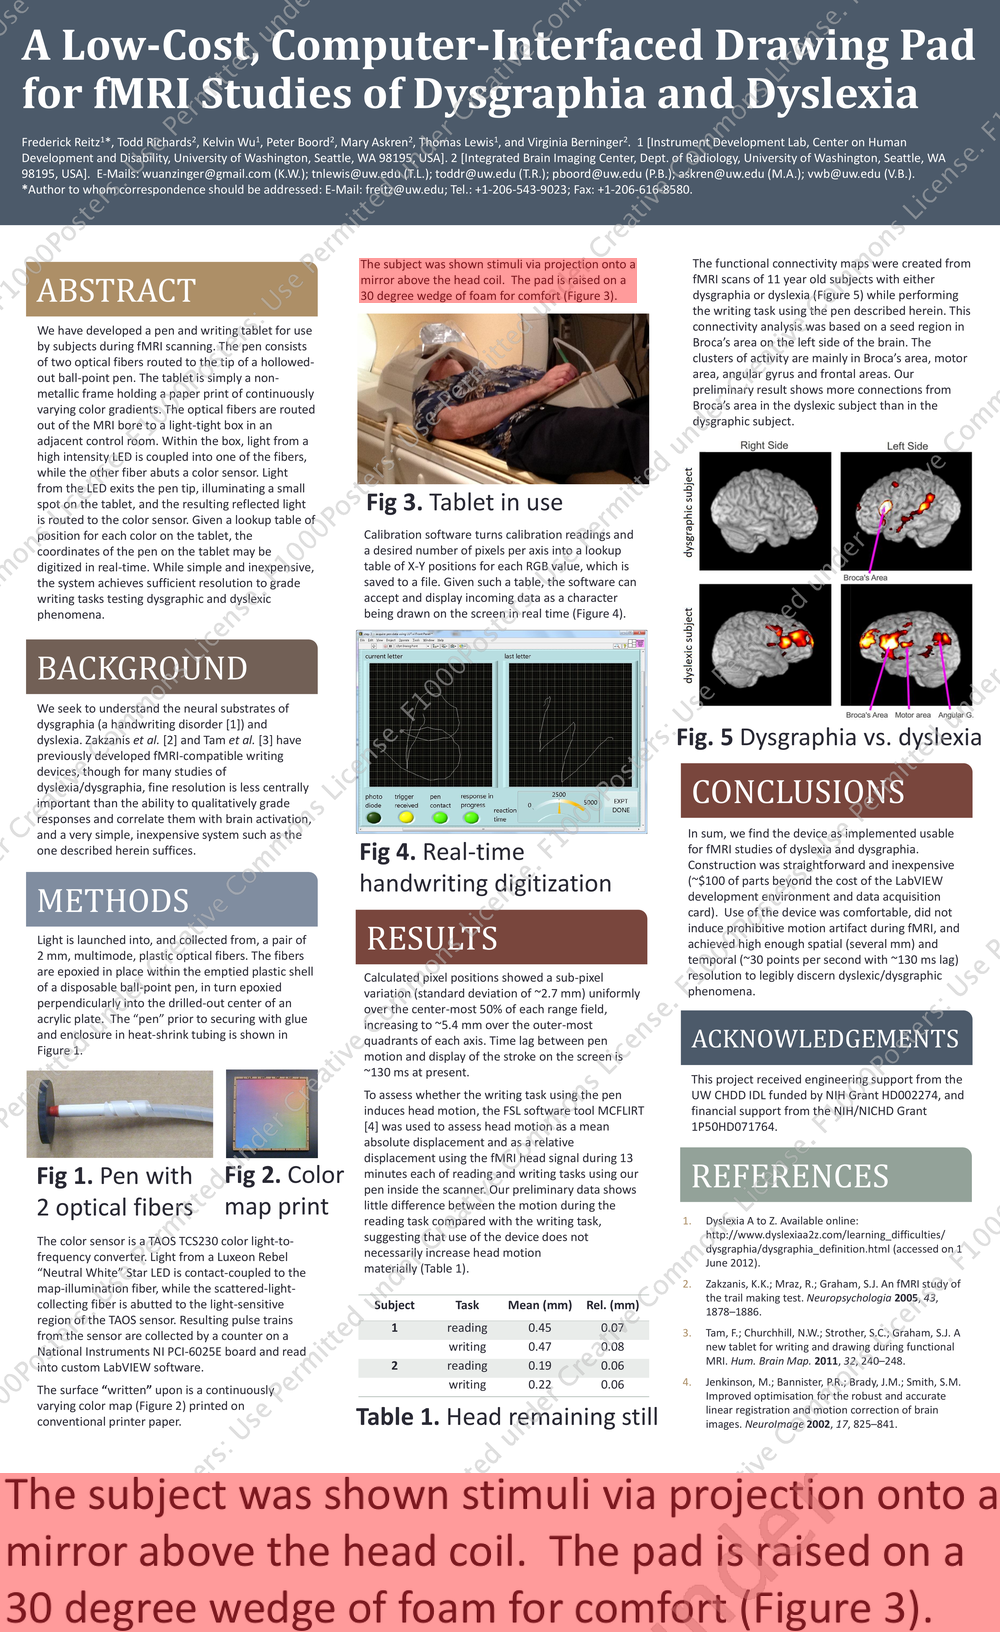 A Low-Cost, Computer-Interfaced Drawing Pad
for fMRI Studies of Dysgraphia and Dyslexia
Frederick Reitz¹*, Todd Richards², Kelvin Wu¹, Peter Boord², Mary Askren², Thomas Lewis¹, and Virginia Berninger². 1 [Instrument Development Lab, Center on Human
Development and Disability, University of Washington, Seattle, WA 98195, USA]. 2 [Integrated Brain Imaging Center, Dept. of Radiology, University of Washington, Seattle, WA
98195, USA]. E-Mails: wuanzinger@gmail.com (K.W.); tnlewis@uw.edu (T.L.); toddr@uw.edu (T.R.); pboord@uw.edu (P.B.); askren@uw.edu (M.A.); vwb@uw.edu (V.B.).
*Author to whom correspondence should be addressed: E-Mail: freitz@uw.edu; Tel.: +1-206-543-9023; Fax: +1-206-616-8580.
ABSTRACT
We have developed a pen and writing tablet for use
by subjects during fMRI scanning. The pen consists
of two optical fibers routed to the tip of a hollowed-
out ball-point pen. The tablet is simply a non-
metallic frame holding a paper print of continuously
varying color gradients. The optical fibers are routed
out of the MRI bore to a light-tight box in an
adjacent control room. Within the box, light from a
high intensity LED is coupled into one of the fibers,
while the other fiber abuts a color sensor. Light
from the LED exits the pen tip, illuminating a small
spot on the tablet, and the resulting reflected light
is routed to the color sensor. Given a lookup table of
position for each color on the tablet, the
coordinates of the pen on the tablet may be
digitized in real-time. While simple and inexpensive,
the system achieves sufficient resolution to grade
writing tasks testing dysgraphic and dyslexic
phenomena.
BACKGROUND
We seek to understand the neural substrates of
dysgraphia (a handwriting disorder [1]) and
dyslexia. Zakzanis et al. [2] and Tam et al. [3] have
previously developed fMRI-compatible writing
devices, though for many studies of
dyslexia/dysgraphia, fine resolution is less centrally
important than the ability to qualitatively grade
responses and correlate them with brain activation,
and a very simple, inexpensive system such as the
one described herein suffices.
METHODS
Light is launched into, and collected from, a pair of
2 mm, multimode, plastic optical fibers. The fibers
are epoxied in place within the emptied plastic shell
of a disposable ball-point pen, in turn epoxied
perpendicularly into the drilled-out center of an
acrylic plate. The "pen" prior to securing with glue
and enclosure in heat-shrink tubing is shown in
Figure 1.
Fig 1. Pen with
2 optical fibers
Fig 2. Color
map print
The color sensor is a TAOS TCS230 color light-to-
frequency converter. Light from a Luxeon Rebel
"Neutral White" Star LED is contact-coupled to the
map-illumination fiber, while the scattered-light-
collecting fiber is abutted to the light-sensitive
region of the TAOS sensor. Resulting pulse trains
from the sensor are collected by a counter on a
National Instruments NI PCI-6025E board and read
into custom LabVIEW software.
The surface "written" upon is a continuously
varying color map (Figure 2) printed on
conventional printer paper.
The subject was shown stimuli via projection onto a
mirror above the head coil.  The pad is raised on a
30 degree wedge of foam for comfort (Figure 3).
Fig 3. Tablet in use
Calibration software turns calibration readings and
a desired number of pixels per axis into a lookup
table of X-Y positions for each RGB value, which is
saved to a file. Given such a table, the software can
accept and display incoming data as a character
being drawn on the screen in real time (Figure 4).
current letter
last letter
photo diode
trigger received
pen contact
response in progress
reaction time
0 2500 5000
EXPT DONE
Fig 4. Real-time
handwriting digitization
RESULTS
Calculated pixel positions showed a sub-pixel
variation (standard deviation of ~2.7 mm) uniformly
over the center-most 50% of each range field,
increasing to ~5.4 mm over the outer-most
quadrants of each axis. Time lag between pen
motion and display of the stroke on the screen is
~130 ms at present.
To assess whether the writing task using the pen
induces head motion, the FSL software tool MCFLIRT
[4] was used to assess head motion as a mean
absolute displacement and as a relative
displacement using the fMRI head signal during 13
minutes each of reading and writing tasks using our
pen inside the scanner. Our preliminary data shows
little difference between the motion during the
reading task compared with the writing task,
suggesting that use of the device does not
necessarily increase head motion
materially (Table 1).
Subject Task Mean (mm) Rel. (mm)
1 reading 0.45 0.07
writing 0.47 0.08
2 reading 0.19 0.06
writing 0.22 0.06
Table 1. Head remaining still
The functional connectivity maps were created from
fMRI scans of 11 year old subjects with either
dysgraphia or dyslexia (Figure 5) while performing
the writing task using the pen described herein. This
connectivity analysis was based on a seed region in
Broca's area on the left side of the brain. The
clusters of activity are mainly in Broca's area, motor
area, angular gyrus and frontal areas. Our
preliminary result shows more connections from
Broca's area in the dyslexic subject than in the
dysgraphic subject.
Right Side
Left Side
dysgraphic subject
Broca's Area
dyslexic subject
Broca's Area Motor area Angular G.
Fig. 5 Dysgraphia vs. dyslexia
CONCLUSIONS
In sum, we find the device as implemented usable
for fMRI studies of dyslexia and dysgraphia.
Construction was straightforward and inexpensive
(~$100 of parts beyond the cost of the LabVIEW
development environment and data acquisition
card).  Use of the device was comfortable, did not
induce prohibitive motion artifact during fMRI, and
achieved high enough spatial (several mm) and
temporal (~30 points per second with ~130 ms lag)
resolution to legibly discern dyslexic/dysgraphic
phenomena.
ACKNOWLEDGEMENTS
This project received engineering support from the
UW CHDD IDL funded by NIH Grant HD002274, and
financial support from the NIH/NICHD Grant
1P50HD071764.
REFERENCES
1. Dyslexia A to Z. Available online:
http://www.dyslexiaa2z.com/learning_difficulties/
dysgraphia/dysgraphia_definition.html (accessed on 1
June 2012).
2. Zakzanis, K.K.; Mraz, R.; Graham, S.J. An fMRI study of
the trail making test. Neuropsychologia 2005, 43,
1878–1886.
3. Tam, F.; Churchill, N.W.; Strother, S.C.; Graham, S.J. A
new tablet for writing and drawing during functional
MRI. Hum. Brain Map. 2011, 32, 240–248.
4. Jenkinson, M.; Bannister, P.R.; Brady, J.M.; Smith, S.M.
Improved optimisation for the robust and accurate
linear registration and motion correction of brain
images. NeuroImage 2002, 17, 825–841.
The subject was shown stimuli via projection onto a
mirror above the head coil.  The pad is raised on a
30 degree wedge of foam for comfort (Figure 3).
F1000Posters: Use Permitted under Creative Commons License.